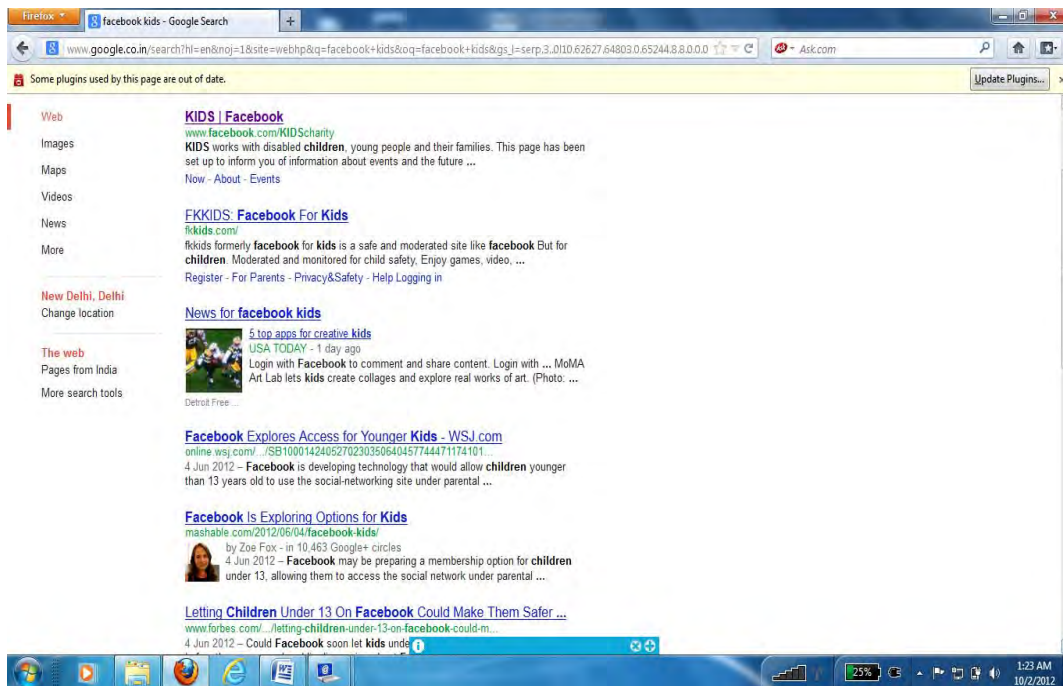 Firefox
facebook kids - Google Search
www.google.co.in/search?hl=en&noj=1&site=webhp&q=facebook+kids&oq=facebook+kids&gs_l=serp.3..0l10.62627.64803.0.65244.8.8.0.0.0
Ask.com
Some plugins used by this page are out of date.
Update Plugins...
Web
Images
Maps
Videos
News
More
New Delhi, Delhi
Change location
The web
Pages from India
More search tools
KIDS | Facebook
www.facebook.com/KIDScharity
KIDS works with disabled children, young people and their families. This page has been
set up to inform you of information about events and the future ...
Now - About - Events
FKKIDS: Facebook For Kids
fkkids.com/
fkkids formerly facebook for kids is a safe and moderated site like facebook But for
children. Moderated and monitored for child safety, Enjoy games, video, ...
Register - For Parents - Privacy&Safety - Help Logging in
News for facebook kids
5 top apps for creative kids
USA TODAY - 1 day ago
Login with Facebook to comment and share content. Login with ... MoMA
Art Lab lets kids create collages and explore real works of art. (Photo: ...
Detroit Free ...
Facebook Explores Access for Younger Kids - WSJ.com
online.wsj.com/.../SB1000142405270230350640457744471174101...
4 Jun 2012 – Facebook is developing technology that would allow children younger
than 13 years old to use the social-networking site under parental ...
Facebook Is Exploring Options for Kids
mashable.com/2012/06/04/facebook-kids/
by Zoe Fox - in 10,463 Google+ circles
4 Jun 2012 – Facebook may be preparing a membership option for children
under 13, allowing them to access the social network under parental ...
Letting Children Under 13 On Facebook Could Make Them Safer ...
www.forbes.com/.../letting-children-under-13-on-facebook-could-m...
4 Jun 2012 – Could Facebook soon let kids unde
25%
1:23 AM
10/2/2012